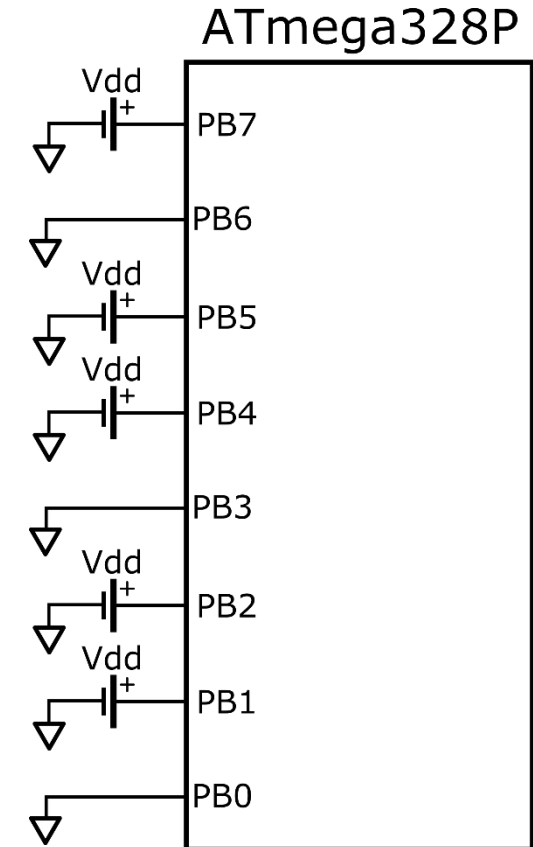 ATmega328P
Vdd
+
PB7
PB6
Vdd
+
PB5
Vdd
+
PB4
PB3
Vdd
+
PB2
Vdd
+
PB1
PB0